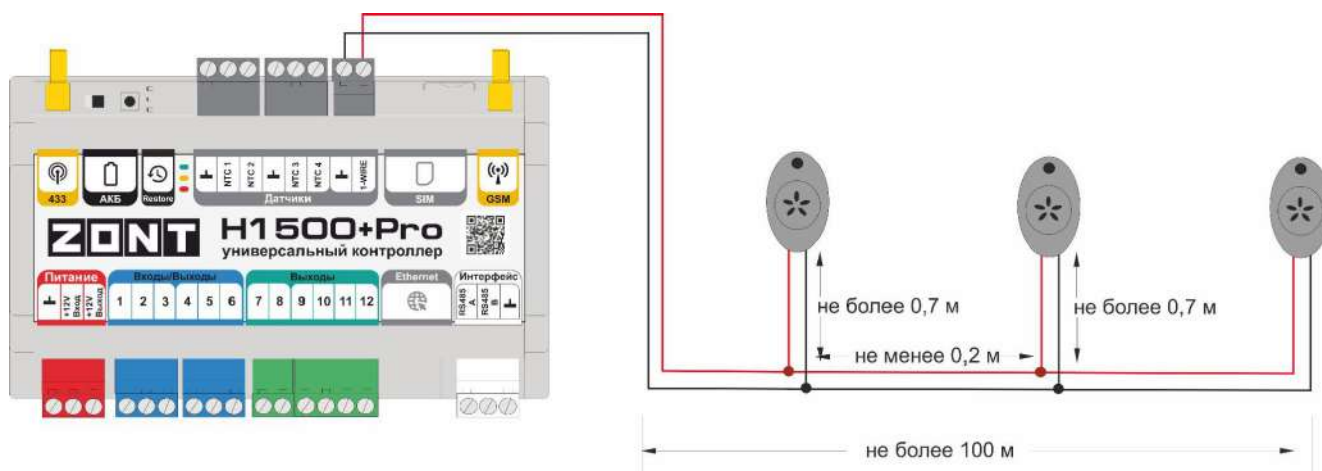 433
АКБ
Restore
⊥
NTC 1
NTC 2
⊥
NTC 3
NTC 4
⊥
1-WIRE
Датчики
SIM
GSM
ZONT H1500+Pro
универсальный контроллер
Питание
⊥
+12V
Вход
+12V
Выход
Входы/Выходы
1 2 3 4 5 6
Выходы
7 8 9 10 11 12
Ethernet
Интерфейс
RS485
A
RS485
B
⊥
не более 0,7 м
не более 0,7 м
не менее 0,2 м
не более 100 м